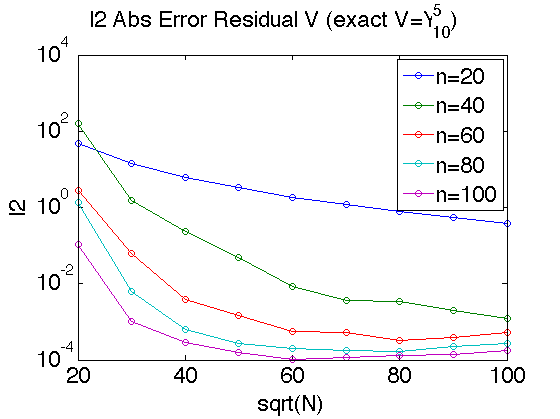 l2 Abs Error Residual V (exact V=Y_10^5)
10^4
10^2
10^0
10^-2
10^-4
l2
n=20
n=40
n=60
n=80
n=100
20 40 60 80 100
sqrt(N)